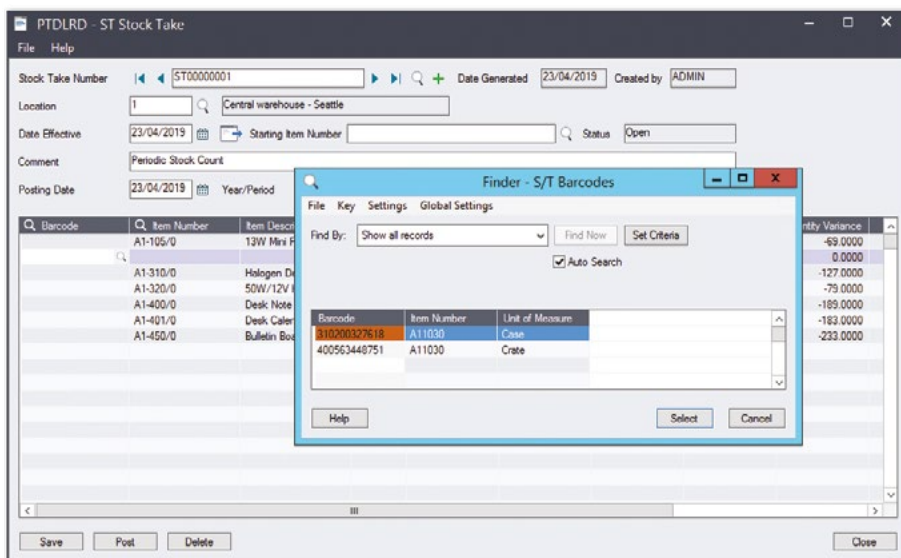 PTDLRD - ST Stock Take
File Help
Stock Take Number ST00000001 Date Generated 23/04/2019 Created by ADMIN
Location 1 Central warehouse - Seattle
Date Effective 23/04/2019 Starting Item Number Status Open
Comment Periodic Stock Count
Posting Date 23/04/2019 Year/Period
Finder - S/T Barcodes
File Key Settings Global Settings
Find By: Show all records Find Now Set Criteria
Auto Search
Barcode Item Number Unit of Measure
310200327618 A11030 Case
400563448751 A11030 Crate
Help Select Cancel
Barcode Item Number Item Descri ntity Variance
A1-105/0 13W Mini F -69.0000
0.0000
A1-310/0 Halogen De -127.0000
A1-320/0 50W/12V -79.0000
A1-400/0 Desk Note -189.0000
A1-401/0 Desk Caler -183.0000
A1-450/0 Bulletin Boa -233.0000
Save Post Delete Close